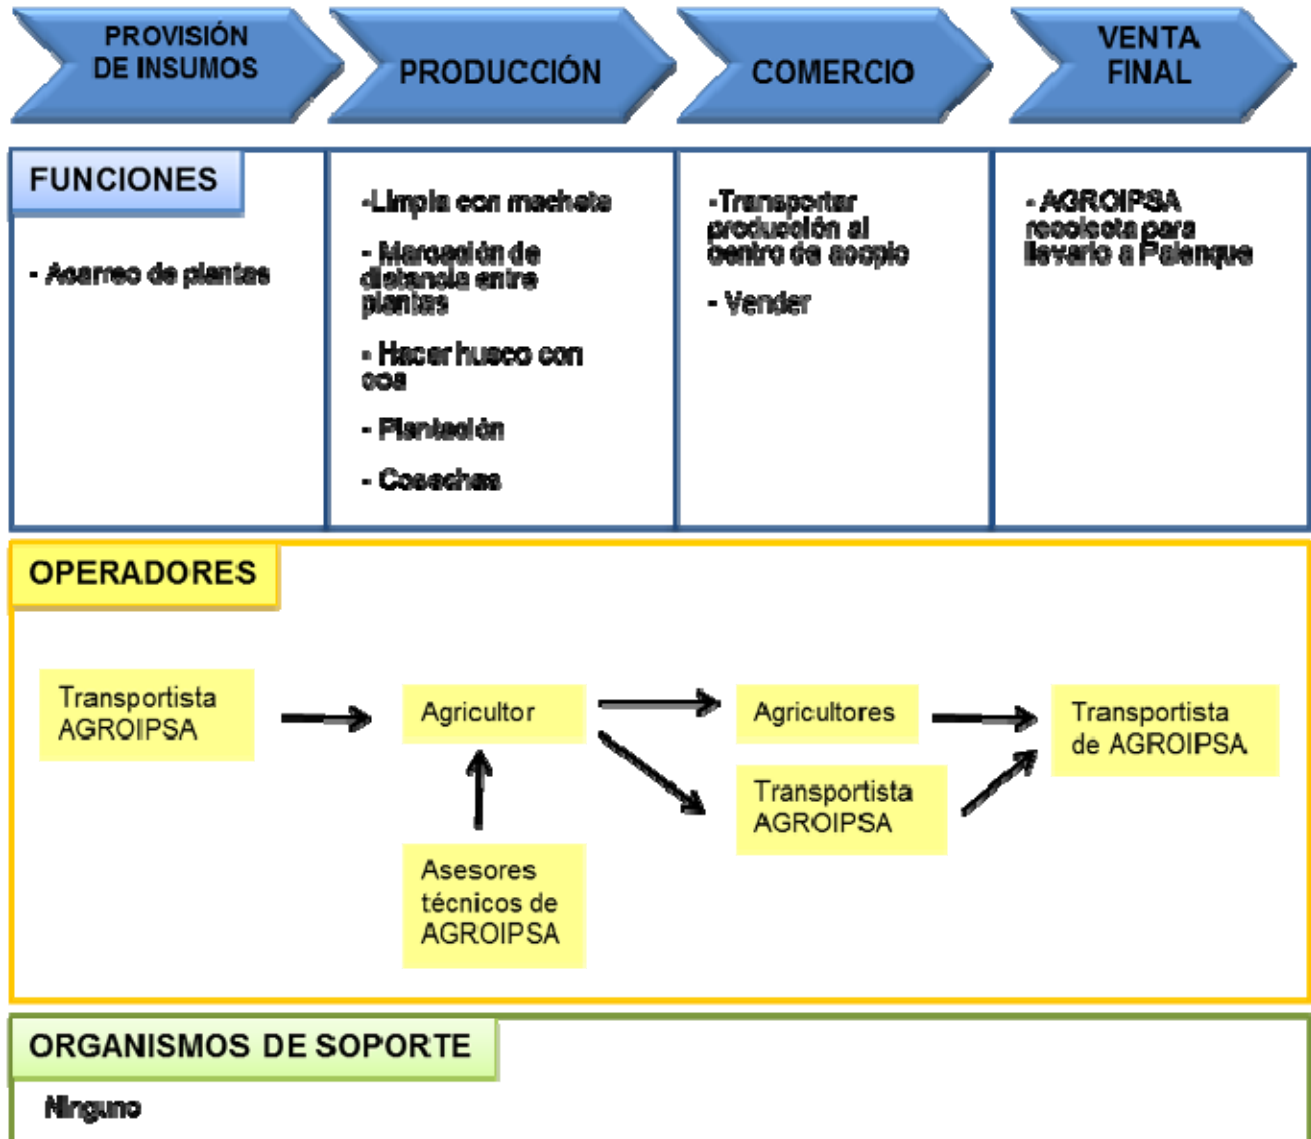 PROVISIÓN
DE INSUMOS
PRODUCCIÓN
COMERCIO
VENTA
FINAL
FUNCIONES
- Acarreo de plantas
-Limpia con machete
- Marcación de
distancia entre
plantas
- Hacer hueco con
coa
- Plantación
- Cosechas
-Transportar
producción al
centro de acopio
- Vender
- AGROIPSA
recolecta para
llevarlo a Palenque
OPERADORES
Transportista
AGROIPSA
Agricultor
Agricultores
Transportista
de AGROIPSA
Transportista
AGROIPSA
Asesores
técnicos de
AGROIPSA
ORGANISMOS DE SOPORTE
Ninguno